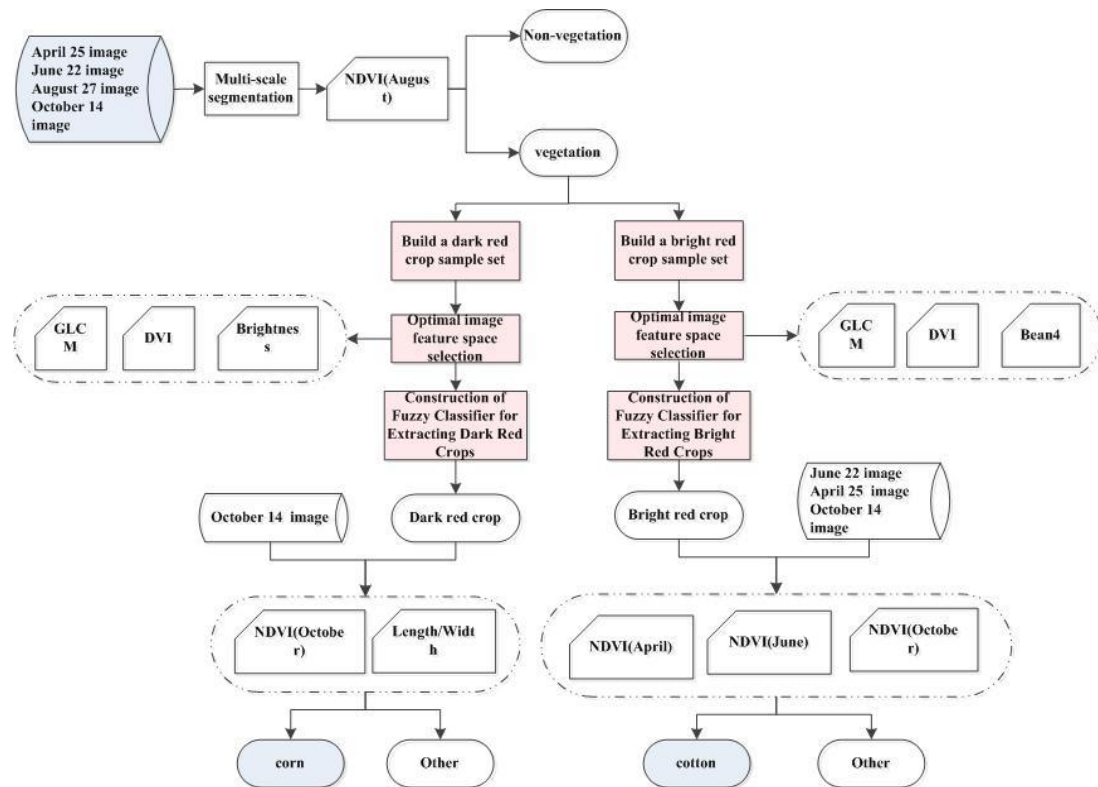 April 25 image
June 22 image
August 27 image
October 14
image
Multi-scale
segmentation
NDVI(Augus
t)
Non-vegetation
vegetation
Build a dark red
crop sample set
Build a bright red
crop sample set
GLC
M
DVI
Brightnes
s
Optimal image
feature space
selection
Optimal image
feature space
selection
GLC
M
DVI
Bean4
Construction of
Fuzzy Classifier for
Extracting Dark Red
Crops
Construction of
Fuzzy Classifier for
Extracting Bright
Red Crops
October 14 image
Dark red crop
Bright red crop
June 22 image
April 25 image
October 14
image
NDVI(Octobe
r)
Length/Widt
h
NDVI(April)
NDVI(June)
NDVI(Octobe
r)
corn
Other
cotton
Other